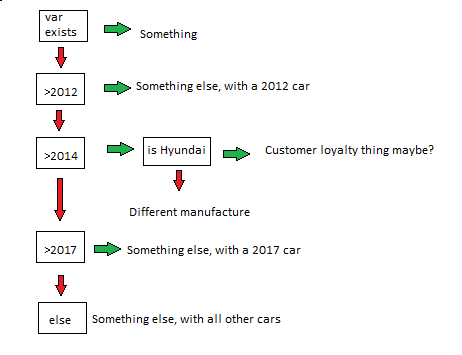 var
exists
Something
>2012
Something else, with a 2012 car
>2014
is Hyundai
Customer loyalty thing maybe?
Different manufacture
>2017
Something else, with a 2017 car
else
Something else, with all other cars